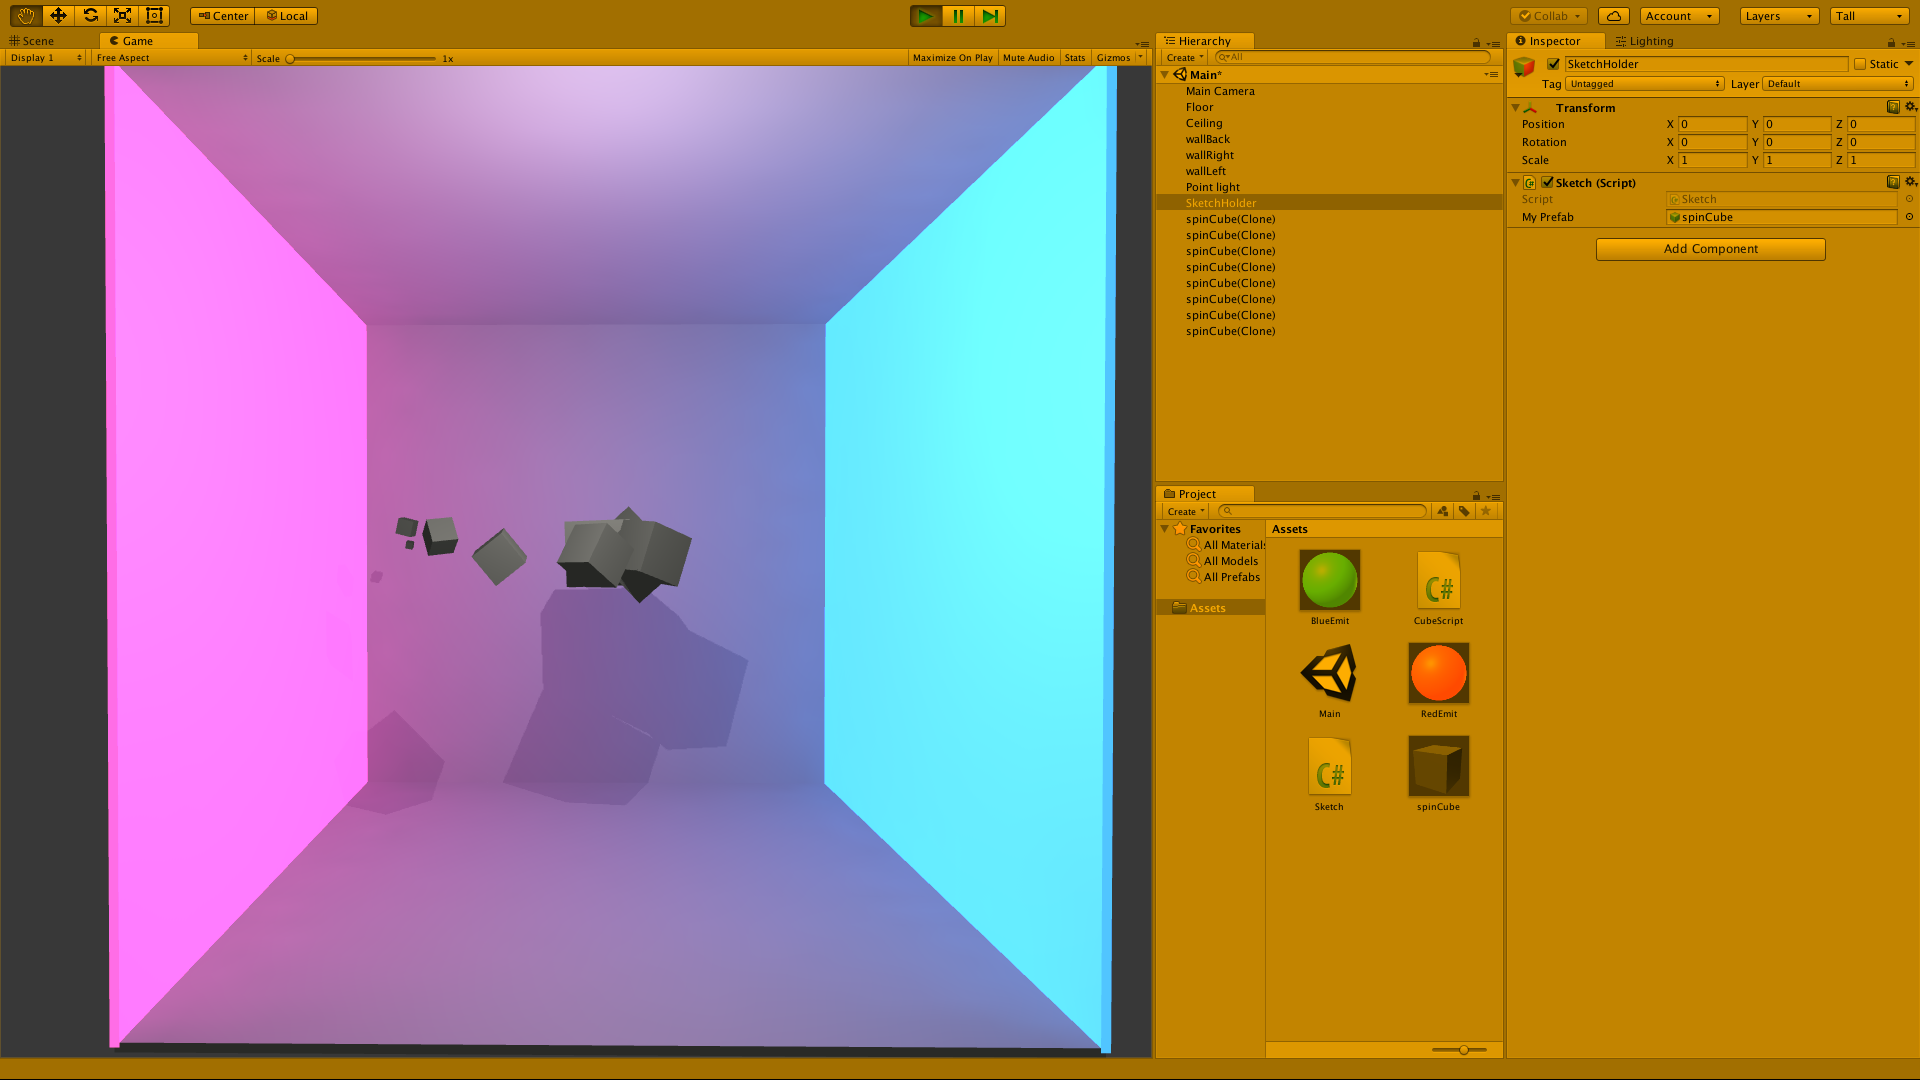 Center Local
Collab Account Layers Tall
Scene Game
Display 1 Free Aspect Scale 1x Maximize On Play Mute Audio Stats Gizmos
Hierarchy
Create All
Main*
Main Camera
Floor
Ceiling
wallBack
wallRight
wallLeft
Point light
SketchHolder
spinCube(Clone)
spinCube(Clone)
spinCube(Clone)
spinCube(Clone)
spinCube(Clone)
spinCube(Clone)
spinCube(Clone)
spinCube(Clone)
Project
Create
Favorites
All Materials
All Models
All Prefabs
Assets
Assets
C#
BlueEmit CubeScript
Main RedEmit
C#
Sketch spinCube
Inspector Lighting
SketchHolder Static
Tag Untagged Layer Default
Transform
Position X 0 Y 0 Z 0
Rotation X 0 Y 0 Z 0
Scale X 1 Y 1 Z 1
C# Sketch (Script)
Script Sketch
My Prefab spinCube
Add Component